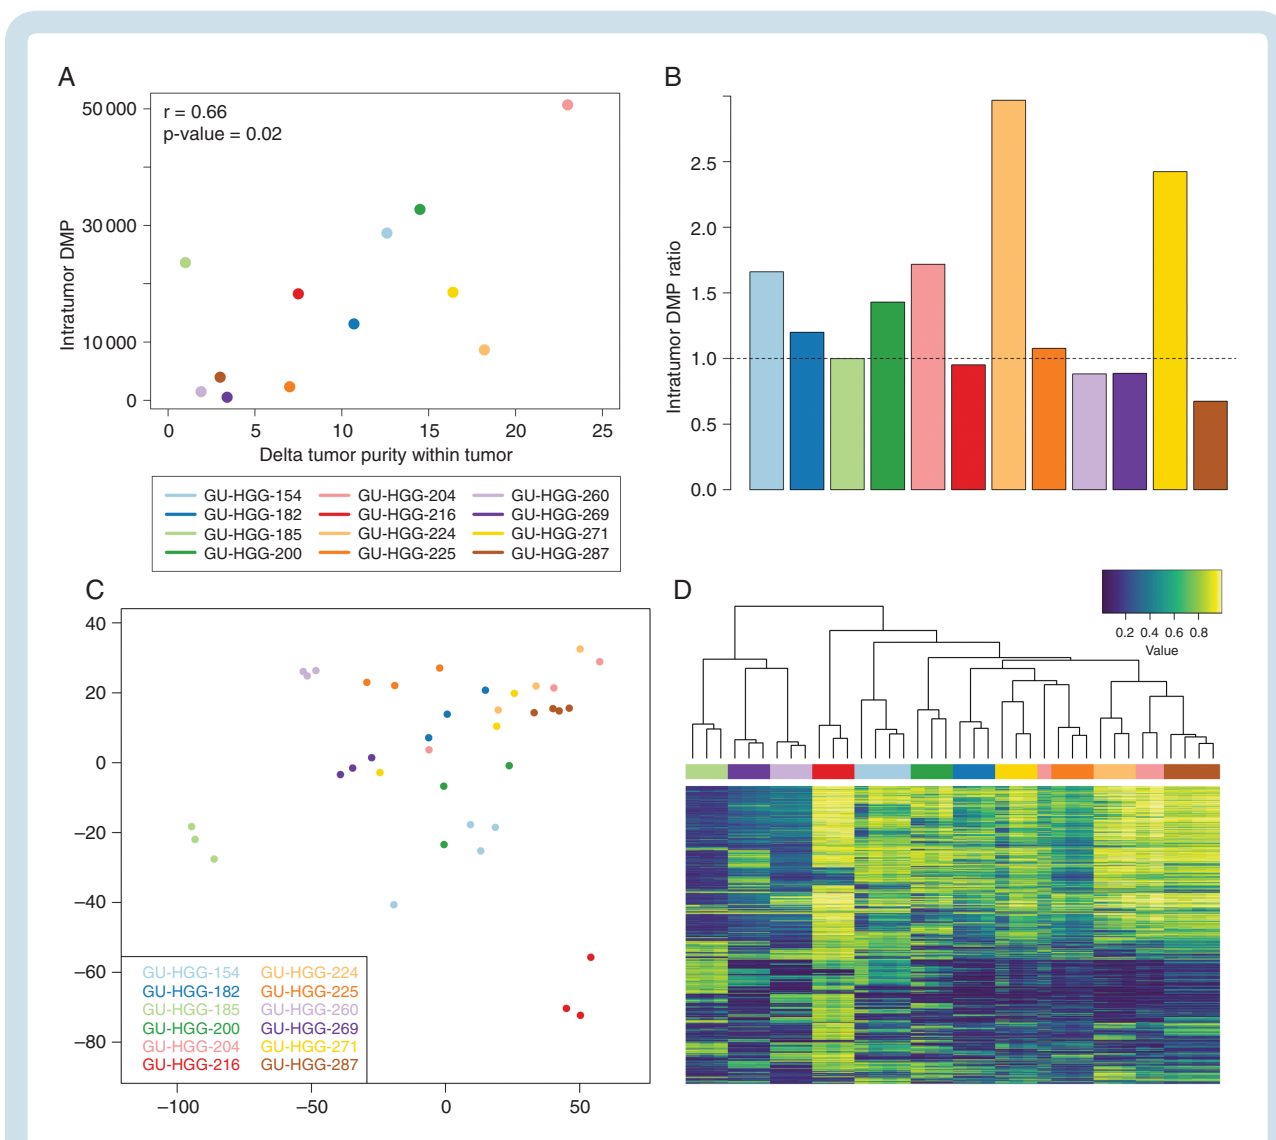 A
r = 0.66
p-value = 0.02
50 000
30 000
10 000
0
Intratumor DMP
0 5 10 15 20 25
Delta tumor purity within tumor
GU-HGG-154 GU-HGG-204 GU-HGG-260
GU-HGG-182 GU-HGG-216 GU-HGG-269
GU-HGG-185 GU-HGG-224 GU-HGG-271
GU-HGG-200 GU-HGG-225 GU-HGG-287
B
2.5
2.0
1.5
1.0
0.5
0.0
Intratumor DMP ratio
C
40
20
0
−20
−40
−60
−80
GU-HGG-154 GU-HGG-224
GU-HGG-182 GU-HGG-225
GU-HGG-185 GU-HGG-260
GU-HGG-200 GU-HGG-269
GU-HGG-204 GU-HGG-271
GU-HGG-216 GU-HGG-287
−100 −50 0 50
D
0.2 0.4 0.6 0.8
Value